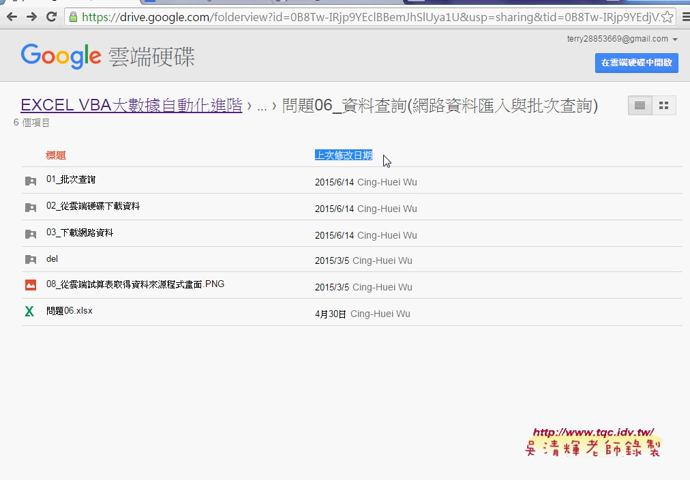 https://drive.google.com/folderview?id=0B8Tw-IRjp9YEclBBemJhSlUya1U&usp=sharing&tid=0B8Tw-IRjp9YEdjV
terry28853669@gmail.com
Google 雲端硬碟
在雲端硬碟中開啟
EXCEL VBA大數據自動化進階 › ... › 問題06_資料查詢(網路資料匯入與批次查詢)
6 個項目
標題 上次修改日期
01_批次查詢 2015/6/14 Cing-Huei Wu
02_從雲端硬碟下載資料 2015/6/14 Cing-Huei Wu
03_下載網路資料 2015/6/14 Cing-Huei Wu
del 2015/3/5 Cing-Huei Wu
08_從雲端試算表取得資料來源程式畫面.PNG 2015/3/5 Cing-Huei Wu
問題06.xlsx 4月30日 Cing-Huei Wu
http://www.tqc.idv.tw/
吳清輝老師錄製